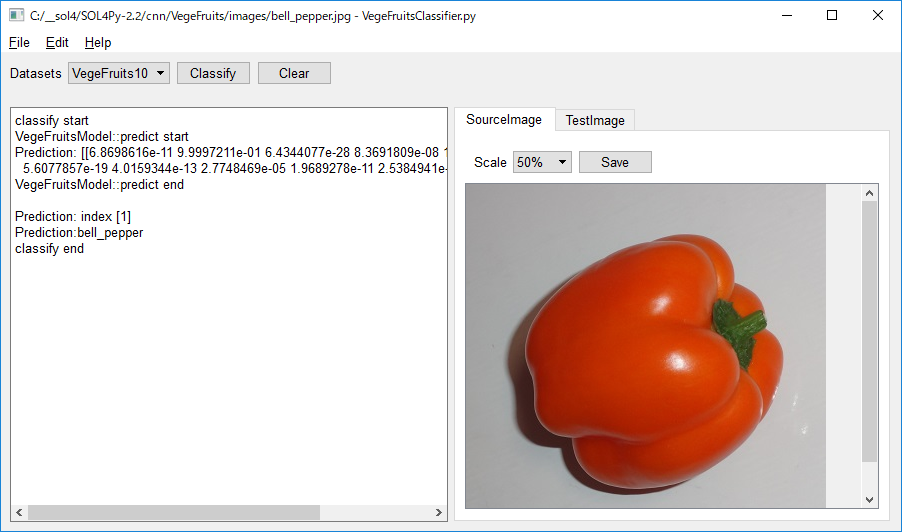 C:/__sol4/SOL4Py-2.2/cnn/VegeFruits/images/bell_pepper.jpg - VegeFruitsClassifier.py
File Edit Help
Datasets VegeFruits10 Classify Clear
classify start
VegeFruitsModel::predict start
Prediction: [[6.8698616e-11 9.9997211e-01 6.4344077e-28 8.3691809e-08 1
5.6077857e-19 4.0159344e-13 2.7748469e-05 1.9689278e-11 2.5384941e-
VegeFruitsModel::predict end
Prediction: index [1]
Prediction:bell_pepper
classify end
SourceImage TestImage
Scale 50% Save